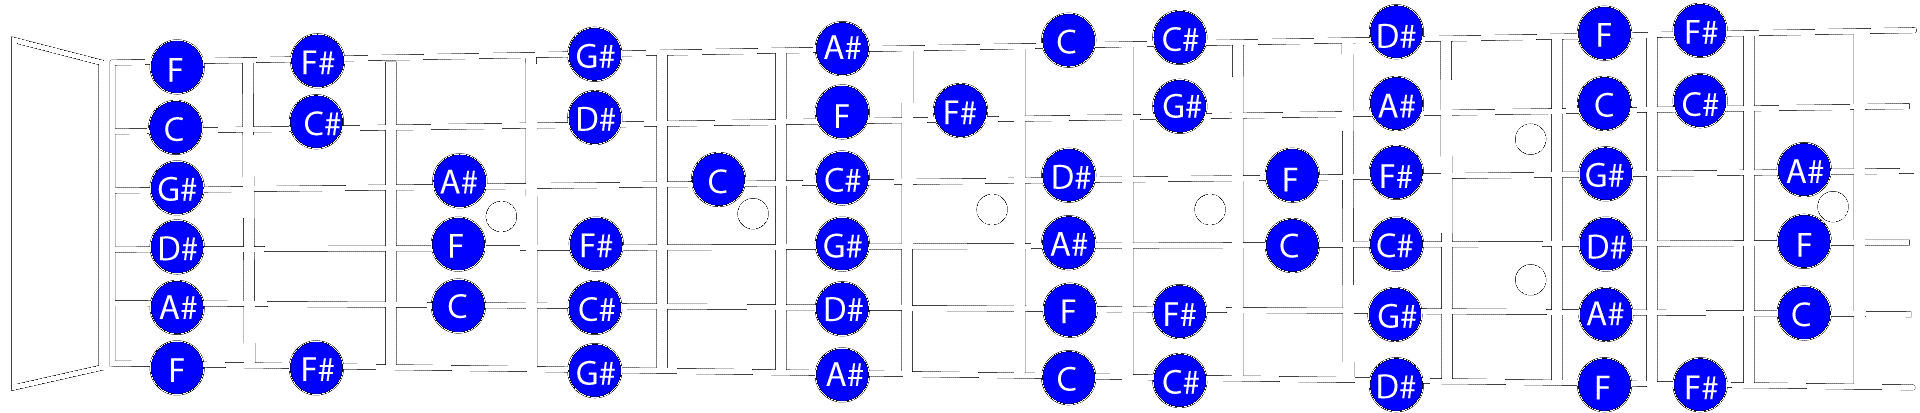 F F# G# A# C C# D# F F#
C C# D# F F# G# A# C C#
G# A# C C# D# F F# G# A#
D# F F# G# A# C C# D# F
A# C C# D# F F# G# A# C
F F# G# A# C C# D# F F#